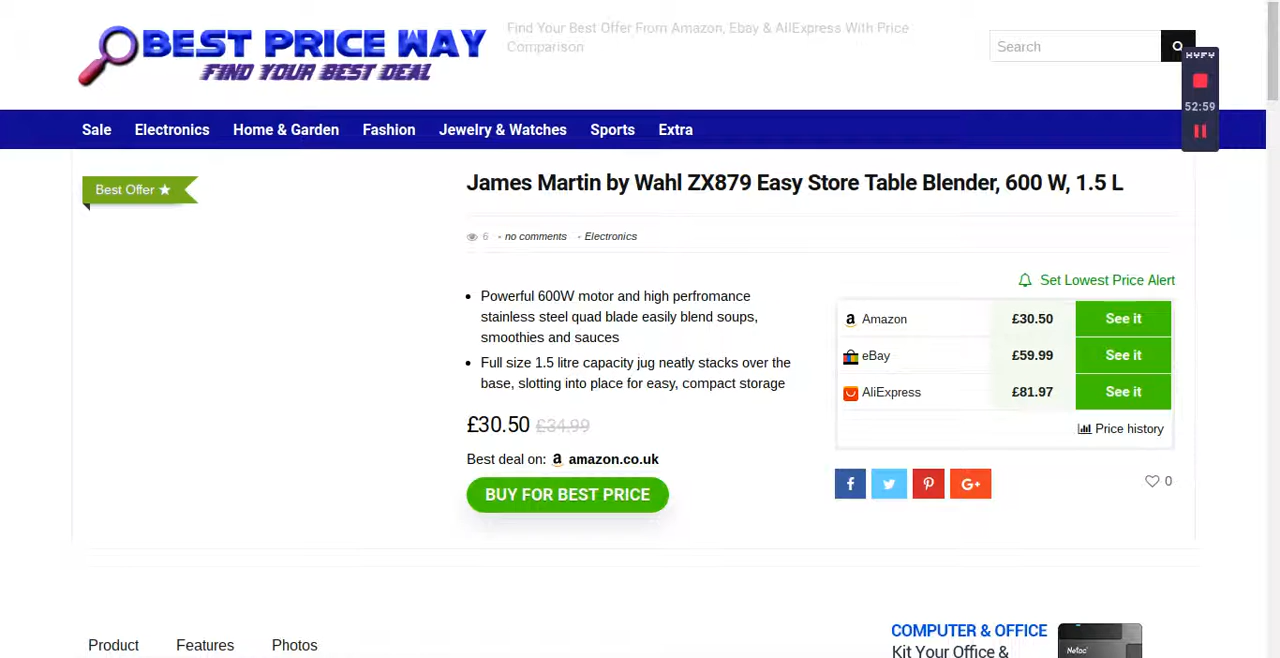 BEST PRICE WAY
FIND YOUR BEST DEAL
Find Your Best Offer From Amazon, Ebay & AliExpress With Price
Comparison
Search
52:59
Sale Electronics Home & Garden Fashion Jewelry & Watches Sports Extra
Best Offer ★
James Martin by Wahl ZX879 Easy Store Table Blender, 600 W, 1.5 L
6 - no comments - Electronics
Set Lowest Price Alert
• Powerful 600W motor and high perfromance
stainless steel quad blade easily blend soups,
smoothies and sauces
• Full size 1.5 litre capacity jug neatly stacks over the
base, slotting into place for easy, compact storage
a Amazon £30.50 See it
eBay £59.99 See it
AliExpress £81.97 See it
Price history
£30.50 £34.99
Best deal on: a amazon.co.uk
BUY FOR BEST PRICE
f G+ 0
Product Features Photos
COMPUTER & OFFICE
Kit Your Office &
Netac